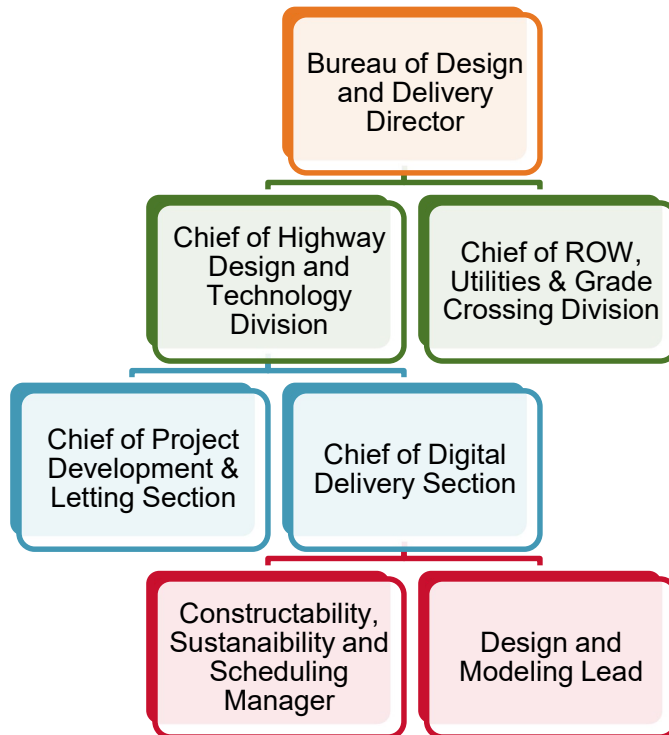 Bureau of Design
and Delivery
Director
Chief of Highway
Design and
Technology
Division
Chief of ROW,
Utilities & Grade
Crossing Division
Chief of Project
Development &
Letting Section
Chief of Digital
Delivery Section
Constructability,
Sustanaibility and
Scheduling
Manager
Design and
Modeling Lead